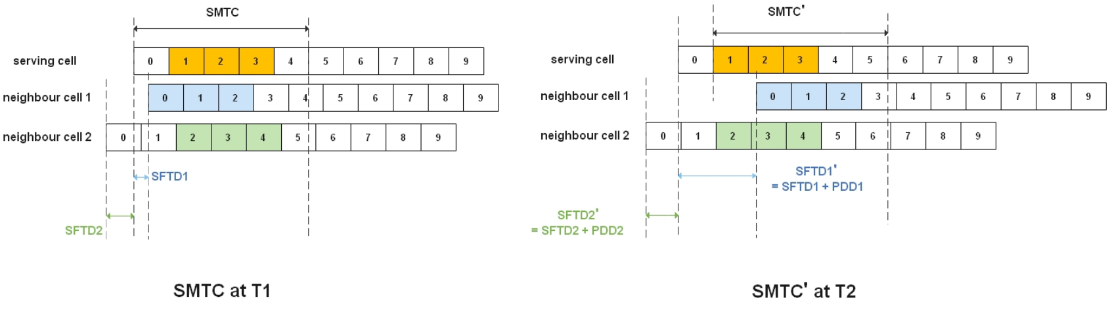 SMTC
serving cell 0 1 2 3 4 5 6 7 8 9
neighbour cell 1 0 1 2 3 4 5 6 7 8 9
neighbour cell 2 0 1 2 3 4 5 6 7 8 9
SFTD1
SFTD2
SMTC at T1
SMTC'
serving cell 0 1 2 3 4 5 6 7 8 9
neighbour cell 1 0 1 2 3 4 5 6 7 8 9
neighbour cell 2 0 1 2 3 4 5 6 7 8 9
SFTD1'
= SFTD1 + PDD1
SFTD2'
= SFTD2 + PDD2
SMTC' at T2